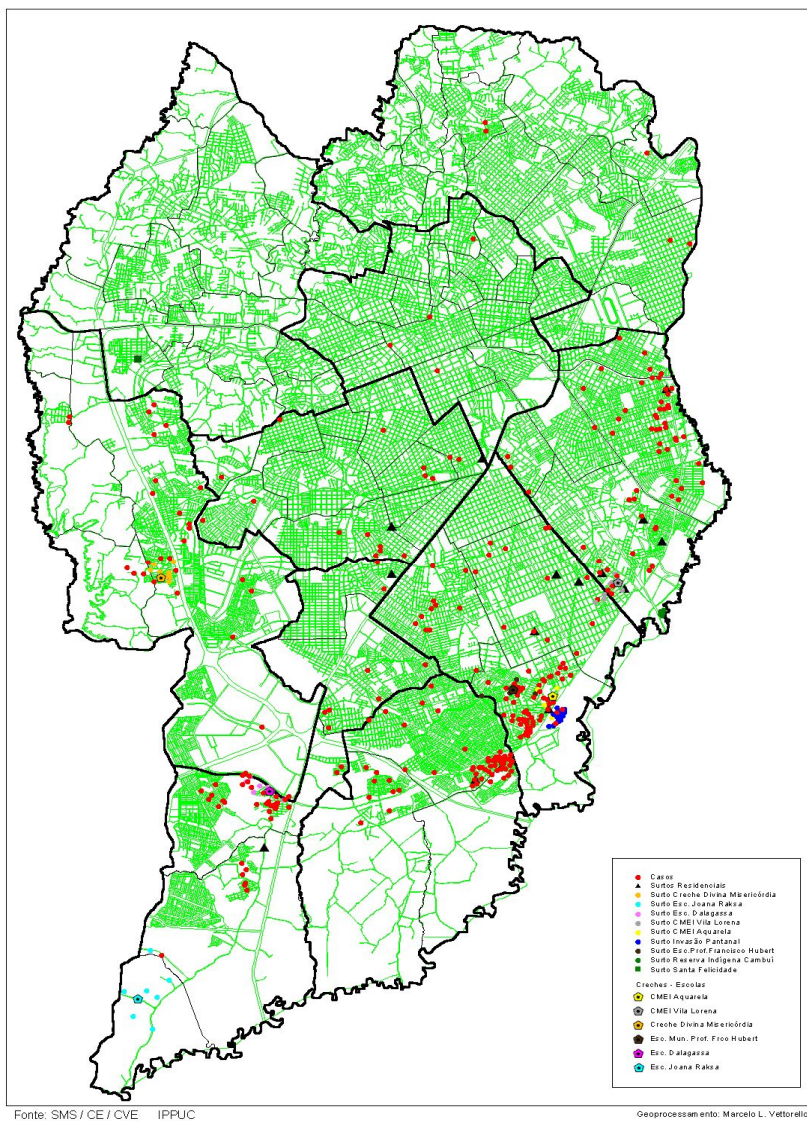 Casos
Surtos Residenciais
Surto Creche Divina Misericórdia
Surto Esc. Joana Raksa
Surto Esc. Dalagassa
Surto CMEI Vila Lorena
Surto CMEI Aquarela
Surto Invasão Pantanal
Surto Esc.Prof.Francisco Hubert
Surto Reserva Indígena Cambuí
Surto Santa Felicidade
Creches - Escolas
CMEI Aquarela
CMEI Vila Lorena
Creche Divina Misericórdia
Esc. Mun. Prof. Frco Hubert
Esc. Dalagassa
Esc. Joana Raksa
Fonte: SMS / CE / CVE IPPUC
Geoprocessamento: Marcelo L. Vettorello